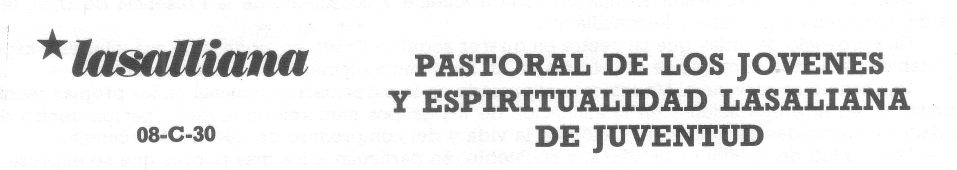 ★ lasalliana
08-C-30
PASTORAL DE LOS JOVENES
Y ESPIRITUALIDAD LASALIANA
DE JUVENTUD